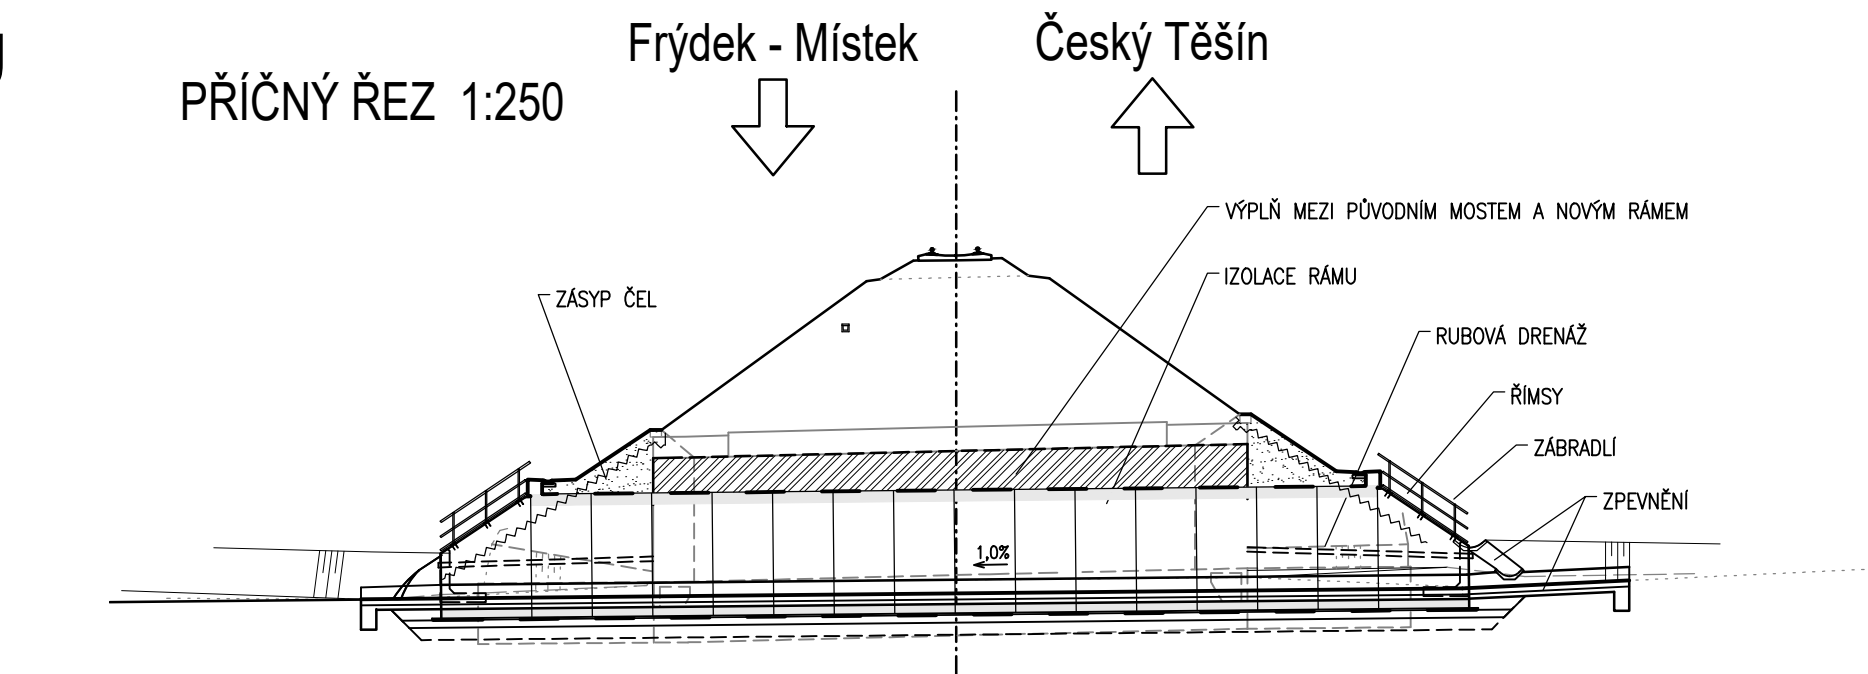 Frýdek - Místek
Český Těšín
PŘÍČNÝ ŘEZ 1:250
VÝPLŇ MEZI PŮVODNÍM MOSTEM A NOVÝM RÁMEM
IZOLACE RÁMU
ZÁSYP ČEL
RUBOVÁ DRENÁŽ
ŘÍMSY
ZÁBRADLÍ
ZPEVNĚNÍ
1,0%